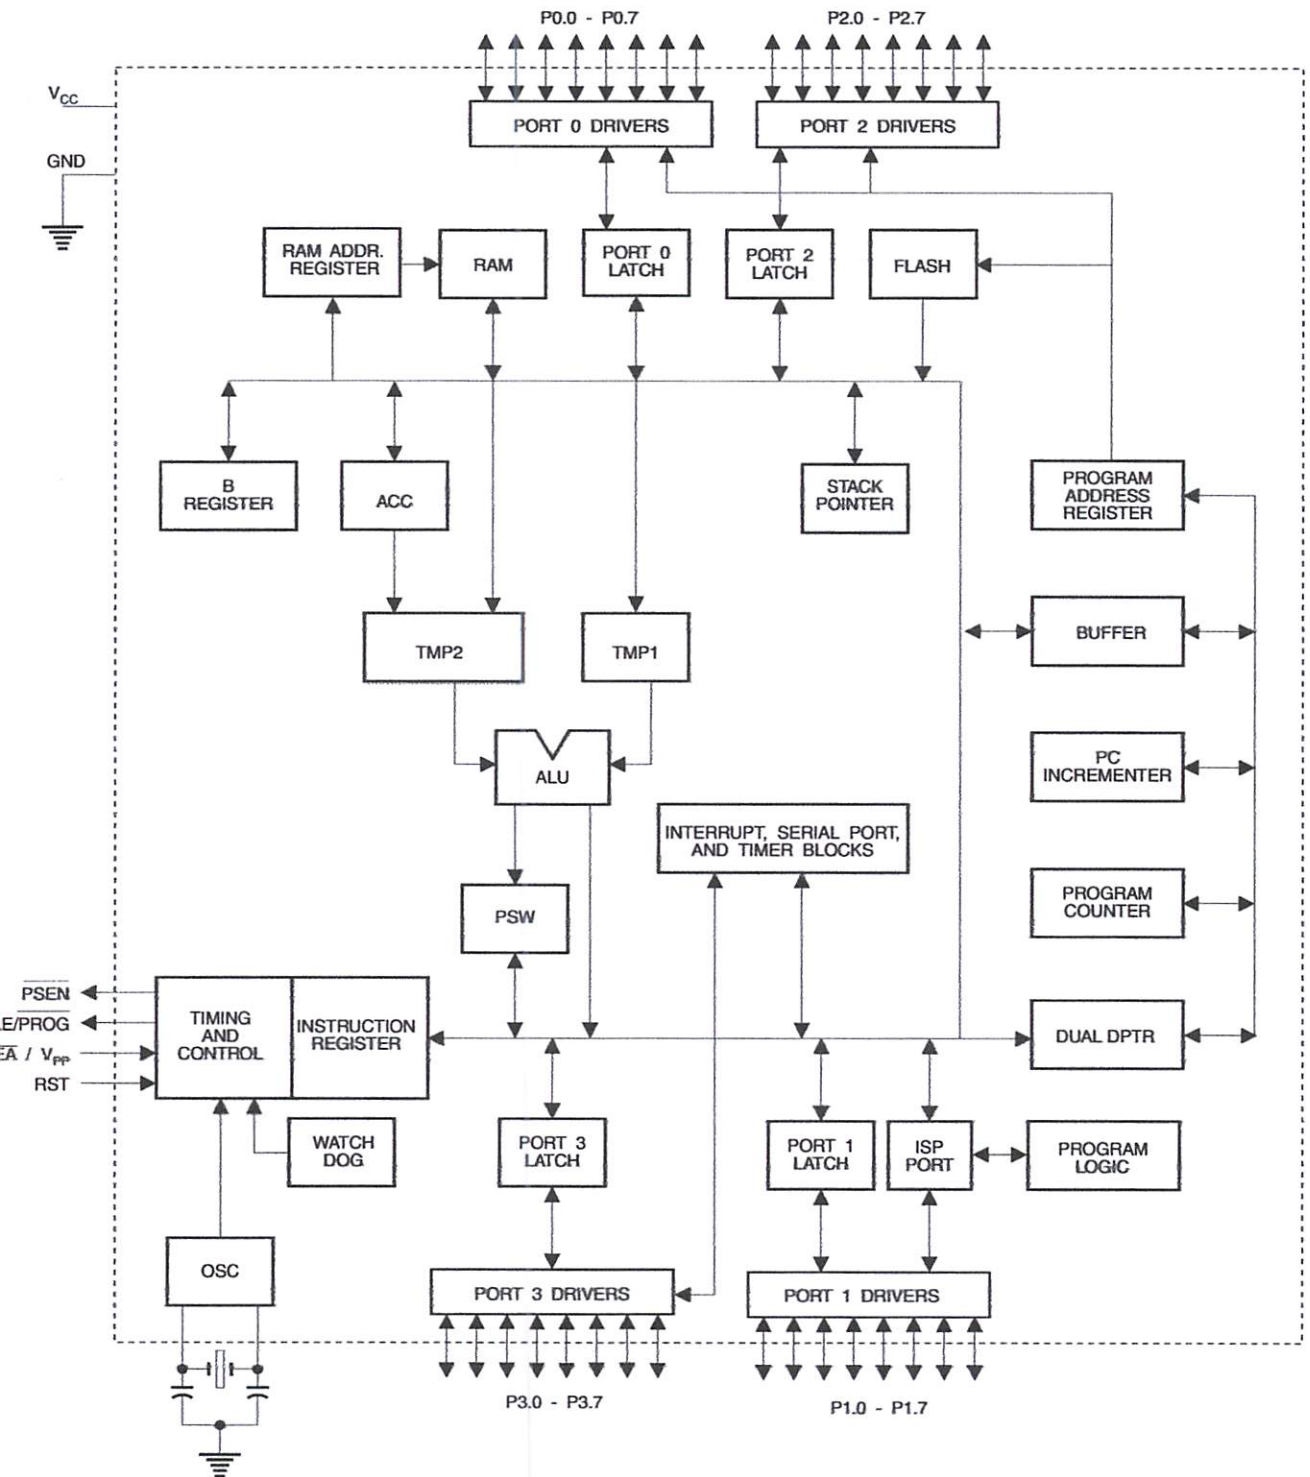 P0.0 - P0.7
P2.0 - P2.7
VCC
GND
PORT 0 DRIVERS
PORT 2 DRIVERS
RAM ADDR.
REGISTER
RAM
PORT 0
LATCH
PORT 2
LATCH
FLASH
B
REGISTER
ACC
STACK
POINTER
PROGRAM
ADDRESS
REGISTER
TMP2
TMP1
BUFFER
ALU
PC
INCREMENTER
INTERRUPT, SERIAL PORT,
AND TIMER BLOCKS
PSW
PROGRAM
COUNTER
PSEN
LE/PROG
EA / VPP
RST
TIMING
AND
CONTROL
INSTRUCTION
REGISTER
DUAL DPTR
WATCH
DOG
PORT 3
LATCH
PORT 1
LATCH
ISP
PORT
PROGRAM
LOGIC
OSC
PORT 3 DRIVERS
PORT 1 DRIVERS
P3.0 - P3.7
P1.0 - P1.7